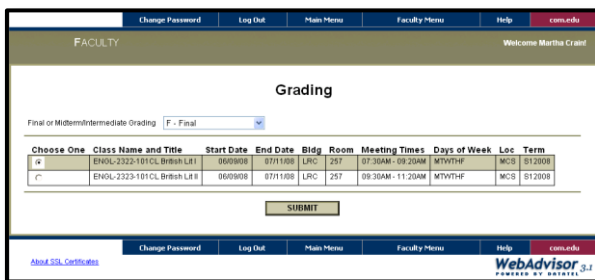 Change Password Log Out Main Menu Faculty Menu Help com.edu
FACULTY Welcome Martha Crain!
Grading
Final or Midterm/Intermediate Grading F - Final
Choose One Class Name and Title Start Date End Date Bldg Room Meeting Times Days of Week Loc Term
ENGL-2322-101CL British Lit I 06/09/08 07/11/08 LRC 257 07:30AM - 09:20AM MTWTHF MCS S12008
ENGL-2322-101CL British Lit II 06/09/08 07/11/08 LRC 257 09:30AM - 11:20AM MTWTHF MCS S12008
SUBMIT
Change Password Log Out Main Menu Faculty Menu Help com.edu
About SSL Certificates WebAdvisor 3.1
POWERED BY DATATEL